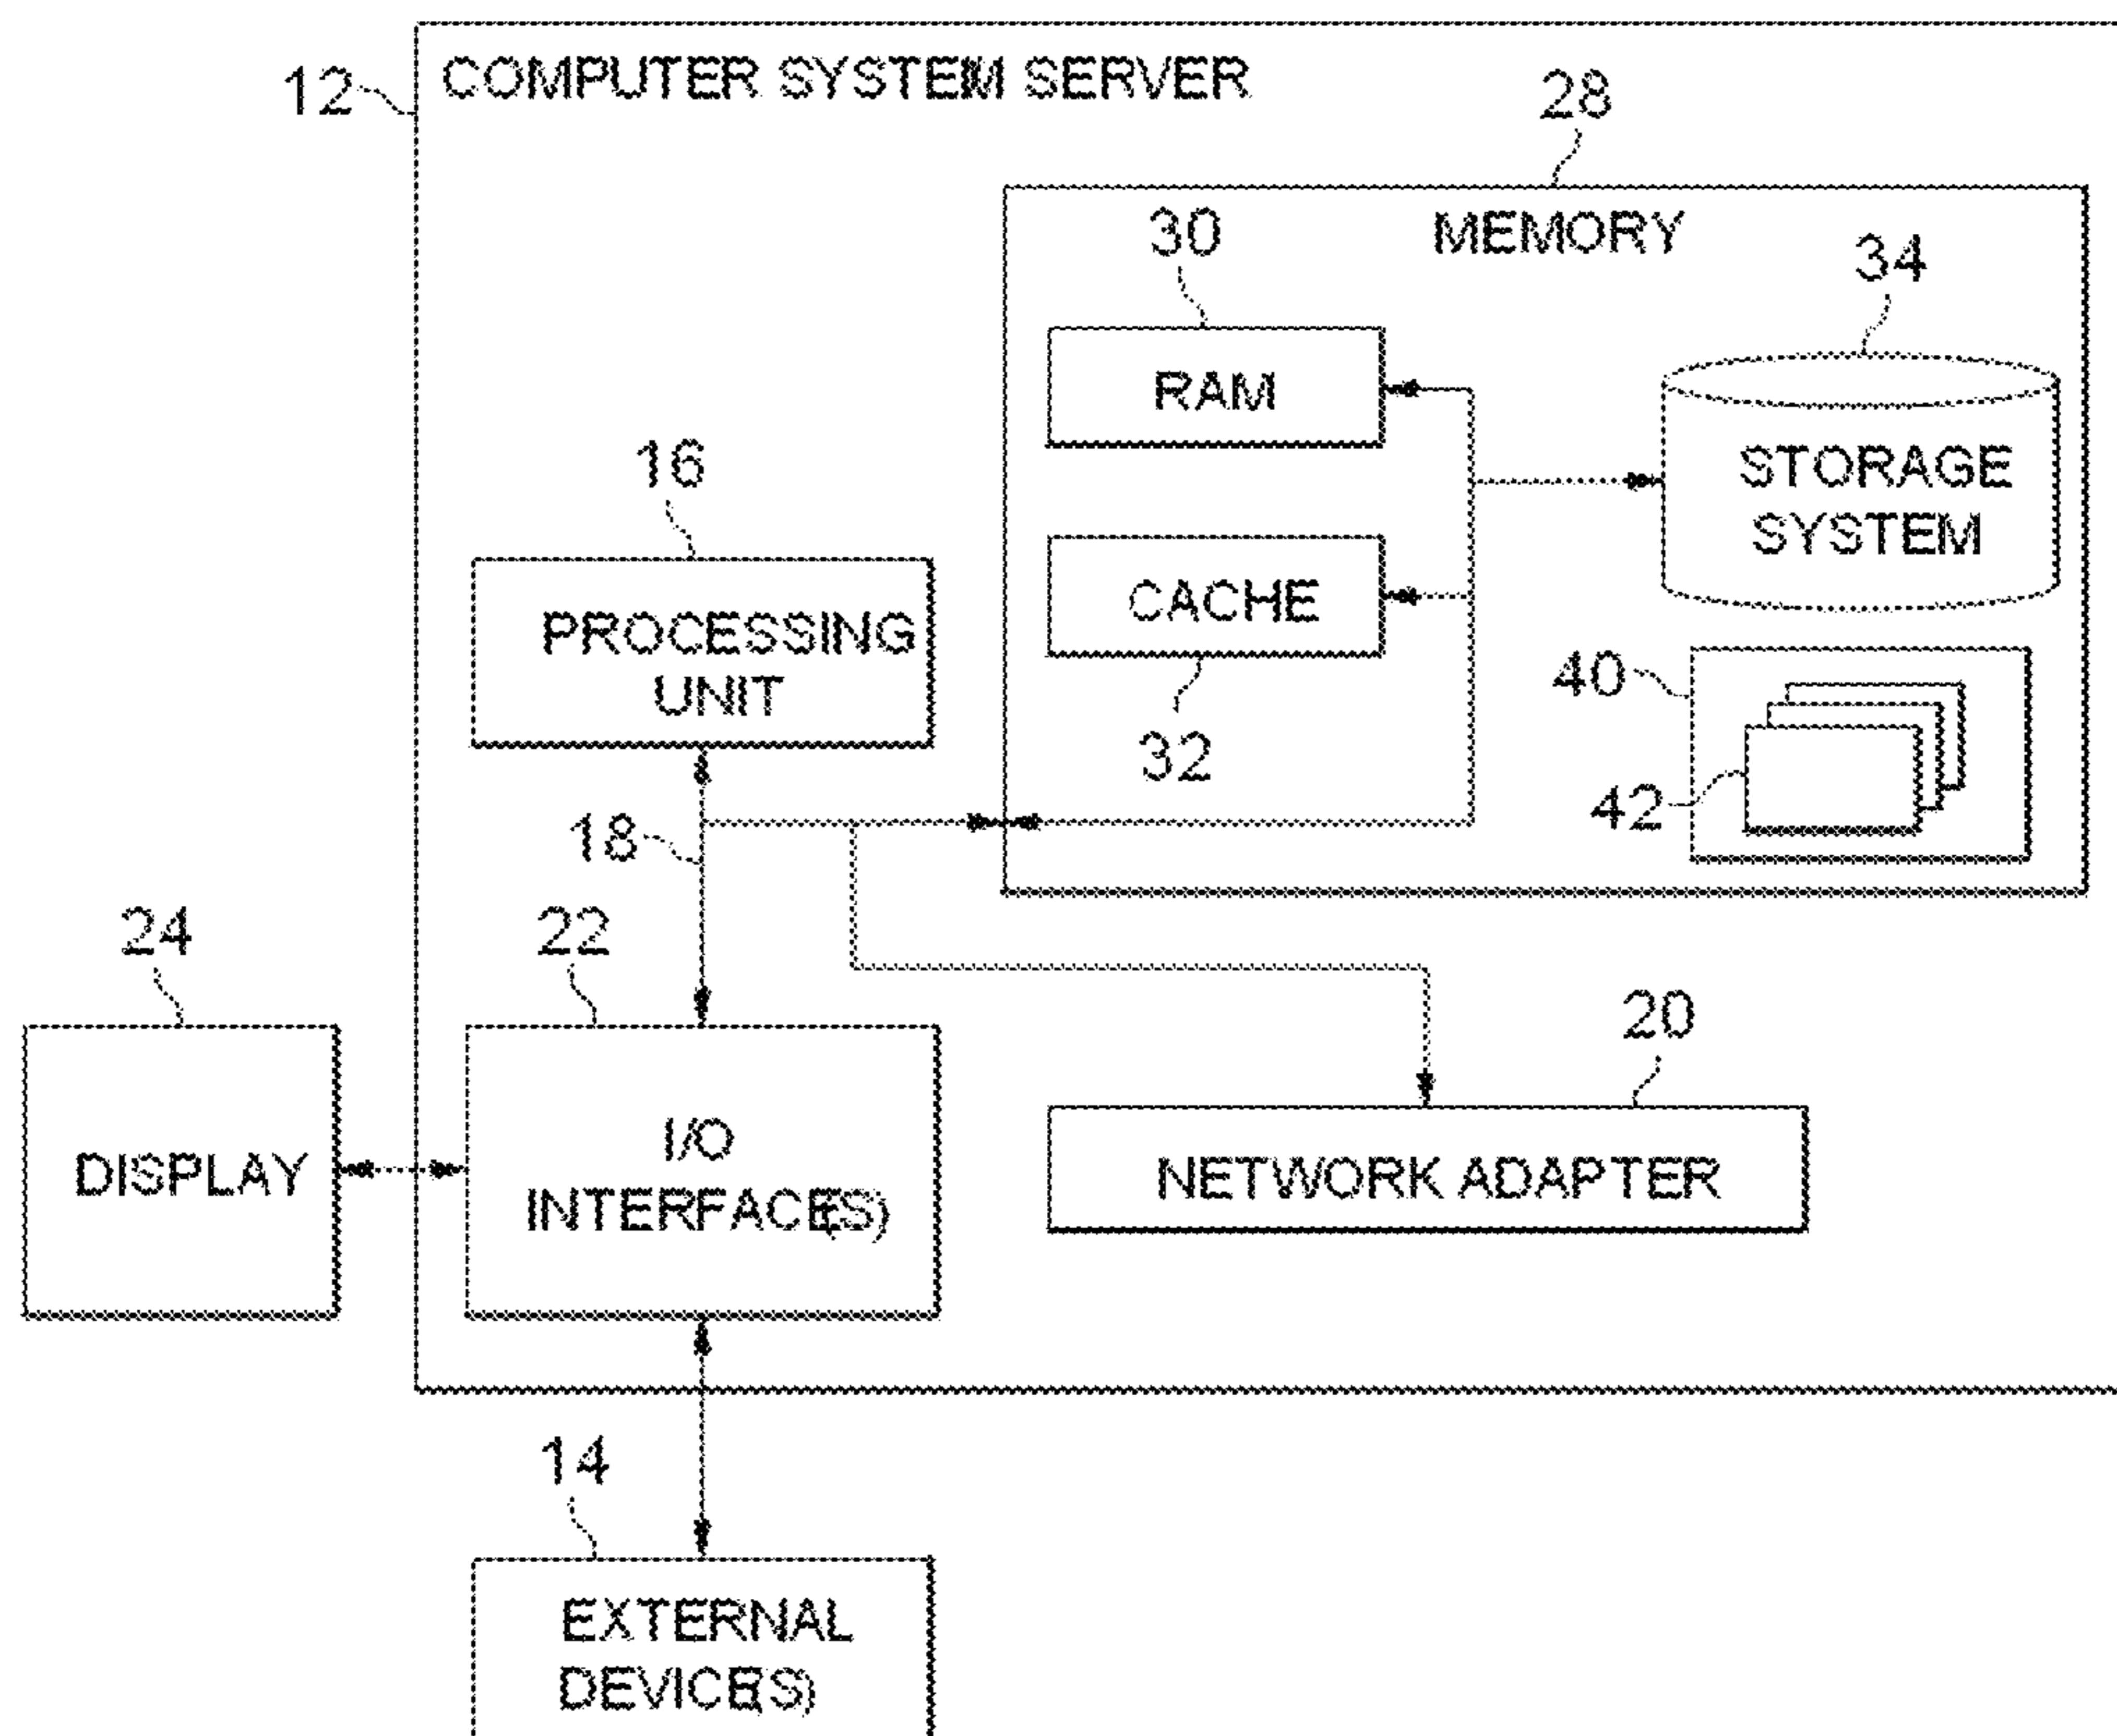 12
COMPUTER SYSTEM SERVER
28
MEMORY
30
34
RAM
STORAGE
SYSTEM
16
PROCESSING
UNIT
CACHE
32
40
42
18
24
22
20
DISPLAY
I/O
INTERFACE(S)
NETWORK ADAPTER
14
EXTERNAL
DEVICE(S)